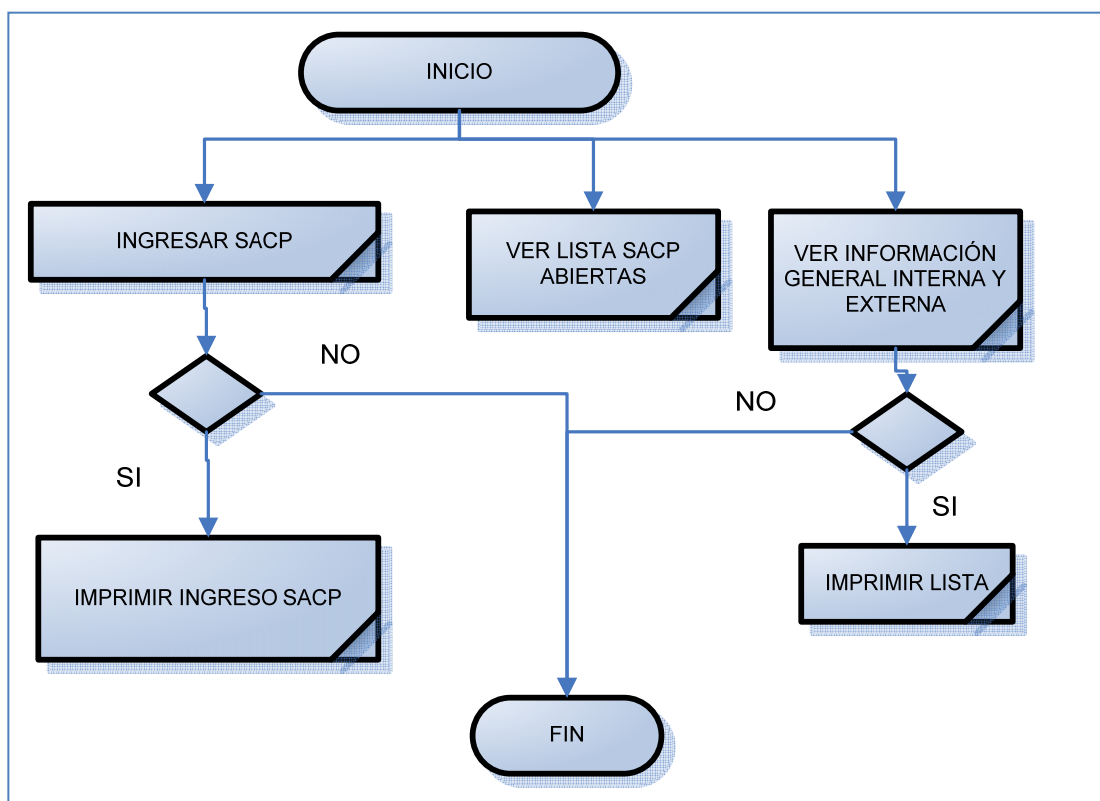 INICIO
INGRESAR SACP
VER LISTA SACP
ABIERTAS
VER INFORMACIÓN
GENERAL INTERNA Y
EXTERNA
NO
NO
SI
SI
IMPRIMIR INGRESO SACP
IMPRIMIR LISTA
FIN